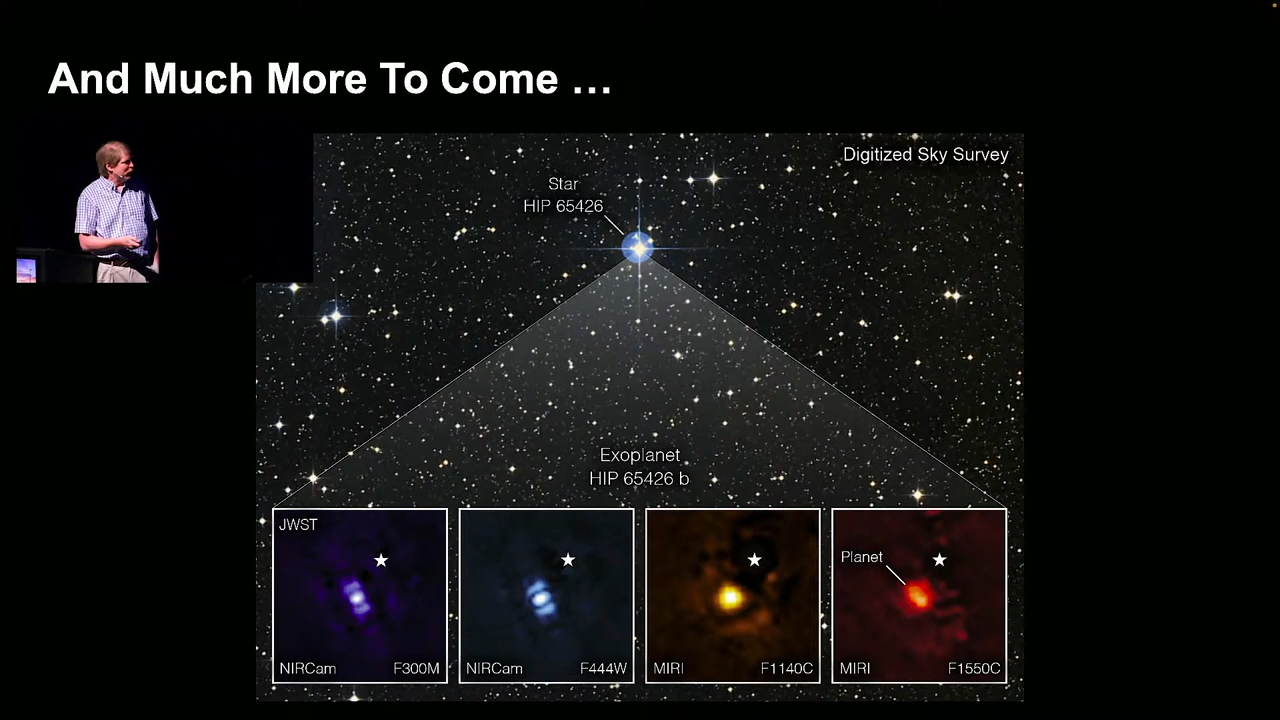 And Much More To Come …
Digitized Sky Survey
Star
HIP 65426
Exoplanet
HIP 65426 b
JWST
NIRCam
F300M
NIRCam
F444W
MIRI
F1140C
Planet
MIRI
F1550C